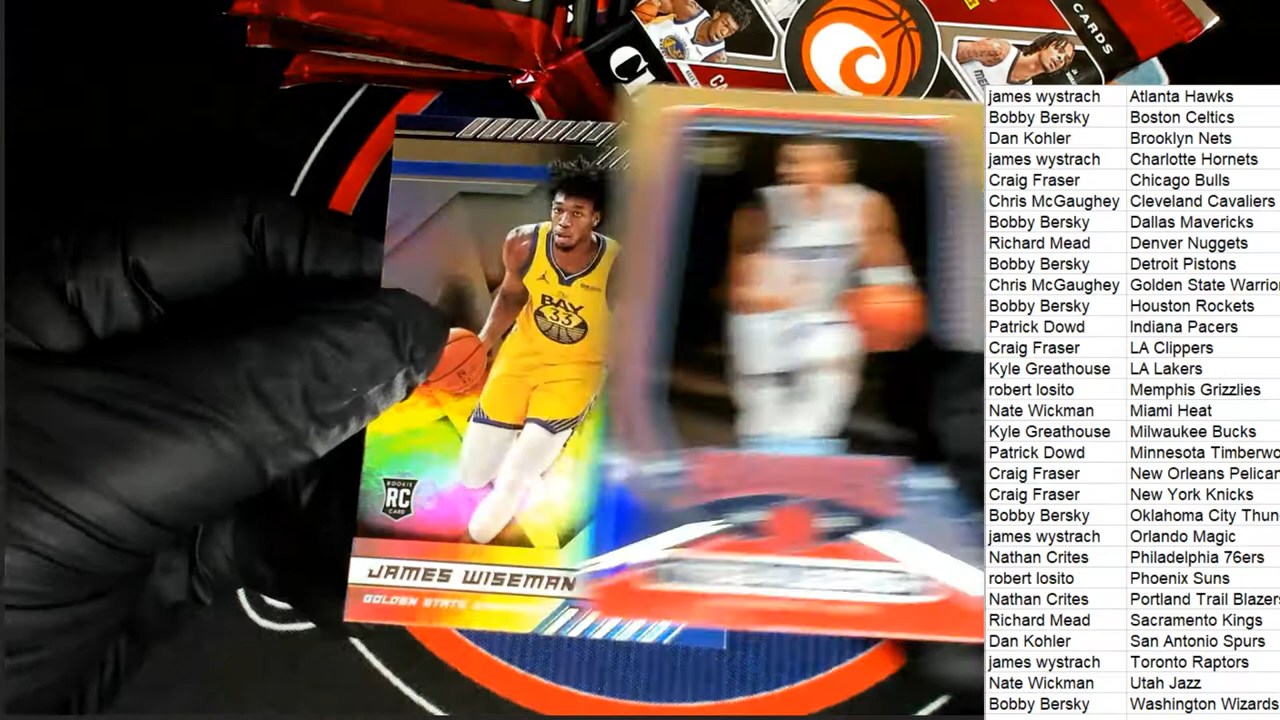 CARDS
james wystrach Atlanta Hawks
Bobby Bersky Boston Celtics
Dan Kohler Brooklyn Nets
james wystrach Charlotte Hornets
Craig Fraser Chicago Bulls
Chris McGaughey Cleveland Cavaliers
Bobby Bersky Dallas Mavericks
Richard Mead Denver Nuggets
Bobby Bersky Detroit Pistons
Chris McGaughey Golden State Warrio
Bobby Bersky Houston Rockets
Patrick Dowd Indiana Pacers
Craig Fraser LA Clippers
Kyle Greathouse LA Lakers
robert losito Memphis Grizzlies
Nate Wickman Miami Heat
Kyle Greathouse Milwaukee Bucks
Patrick Dowd Minnesota Timberwo
Craig Fraser New Orleans Pelican
Craig Fraser New York Knicks
Bobby Bersky Oklahoma City Thun
james wystrach Orlando Magic
Nathan Crites Philadelphia 76ers
robert losito Phoenix Suns
Nathan Crites Portland Trail Blazers
Richard Mead Sacramento Kings
Dan Kohler San Antonio Spurs
james wystrach Toronto Raptors
Nate Wickman Utah Jazz
Bobby Bersky Washington Wizards
BAY
33
ROOKIE
RC
CARD
JAMES WISEMAN
GOLDEN STATE